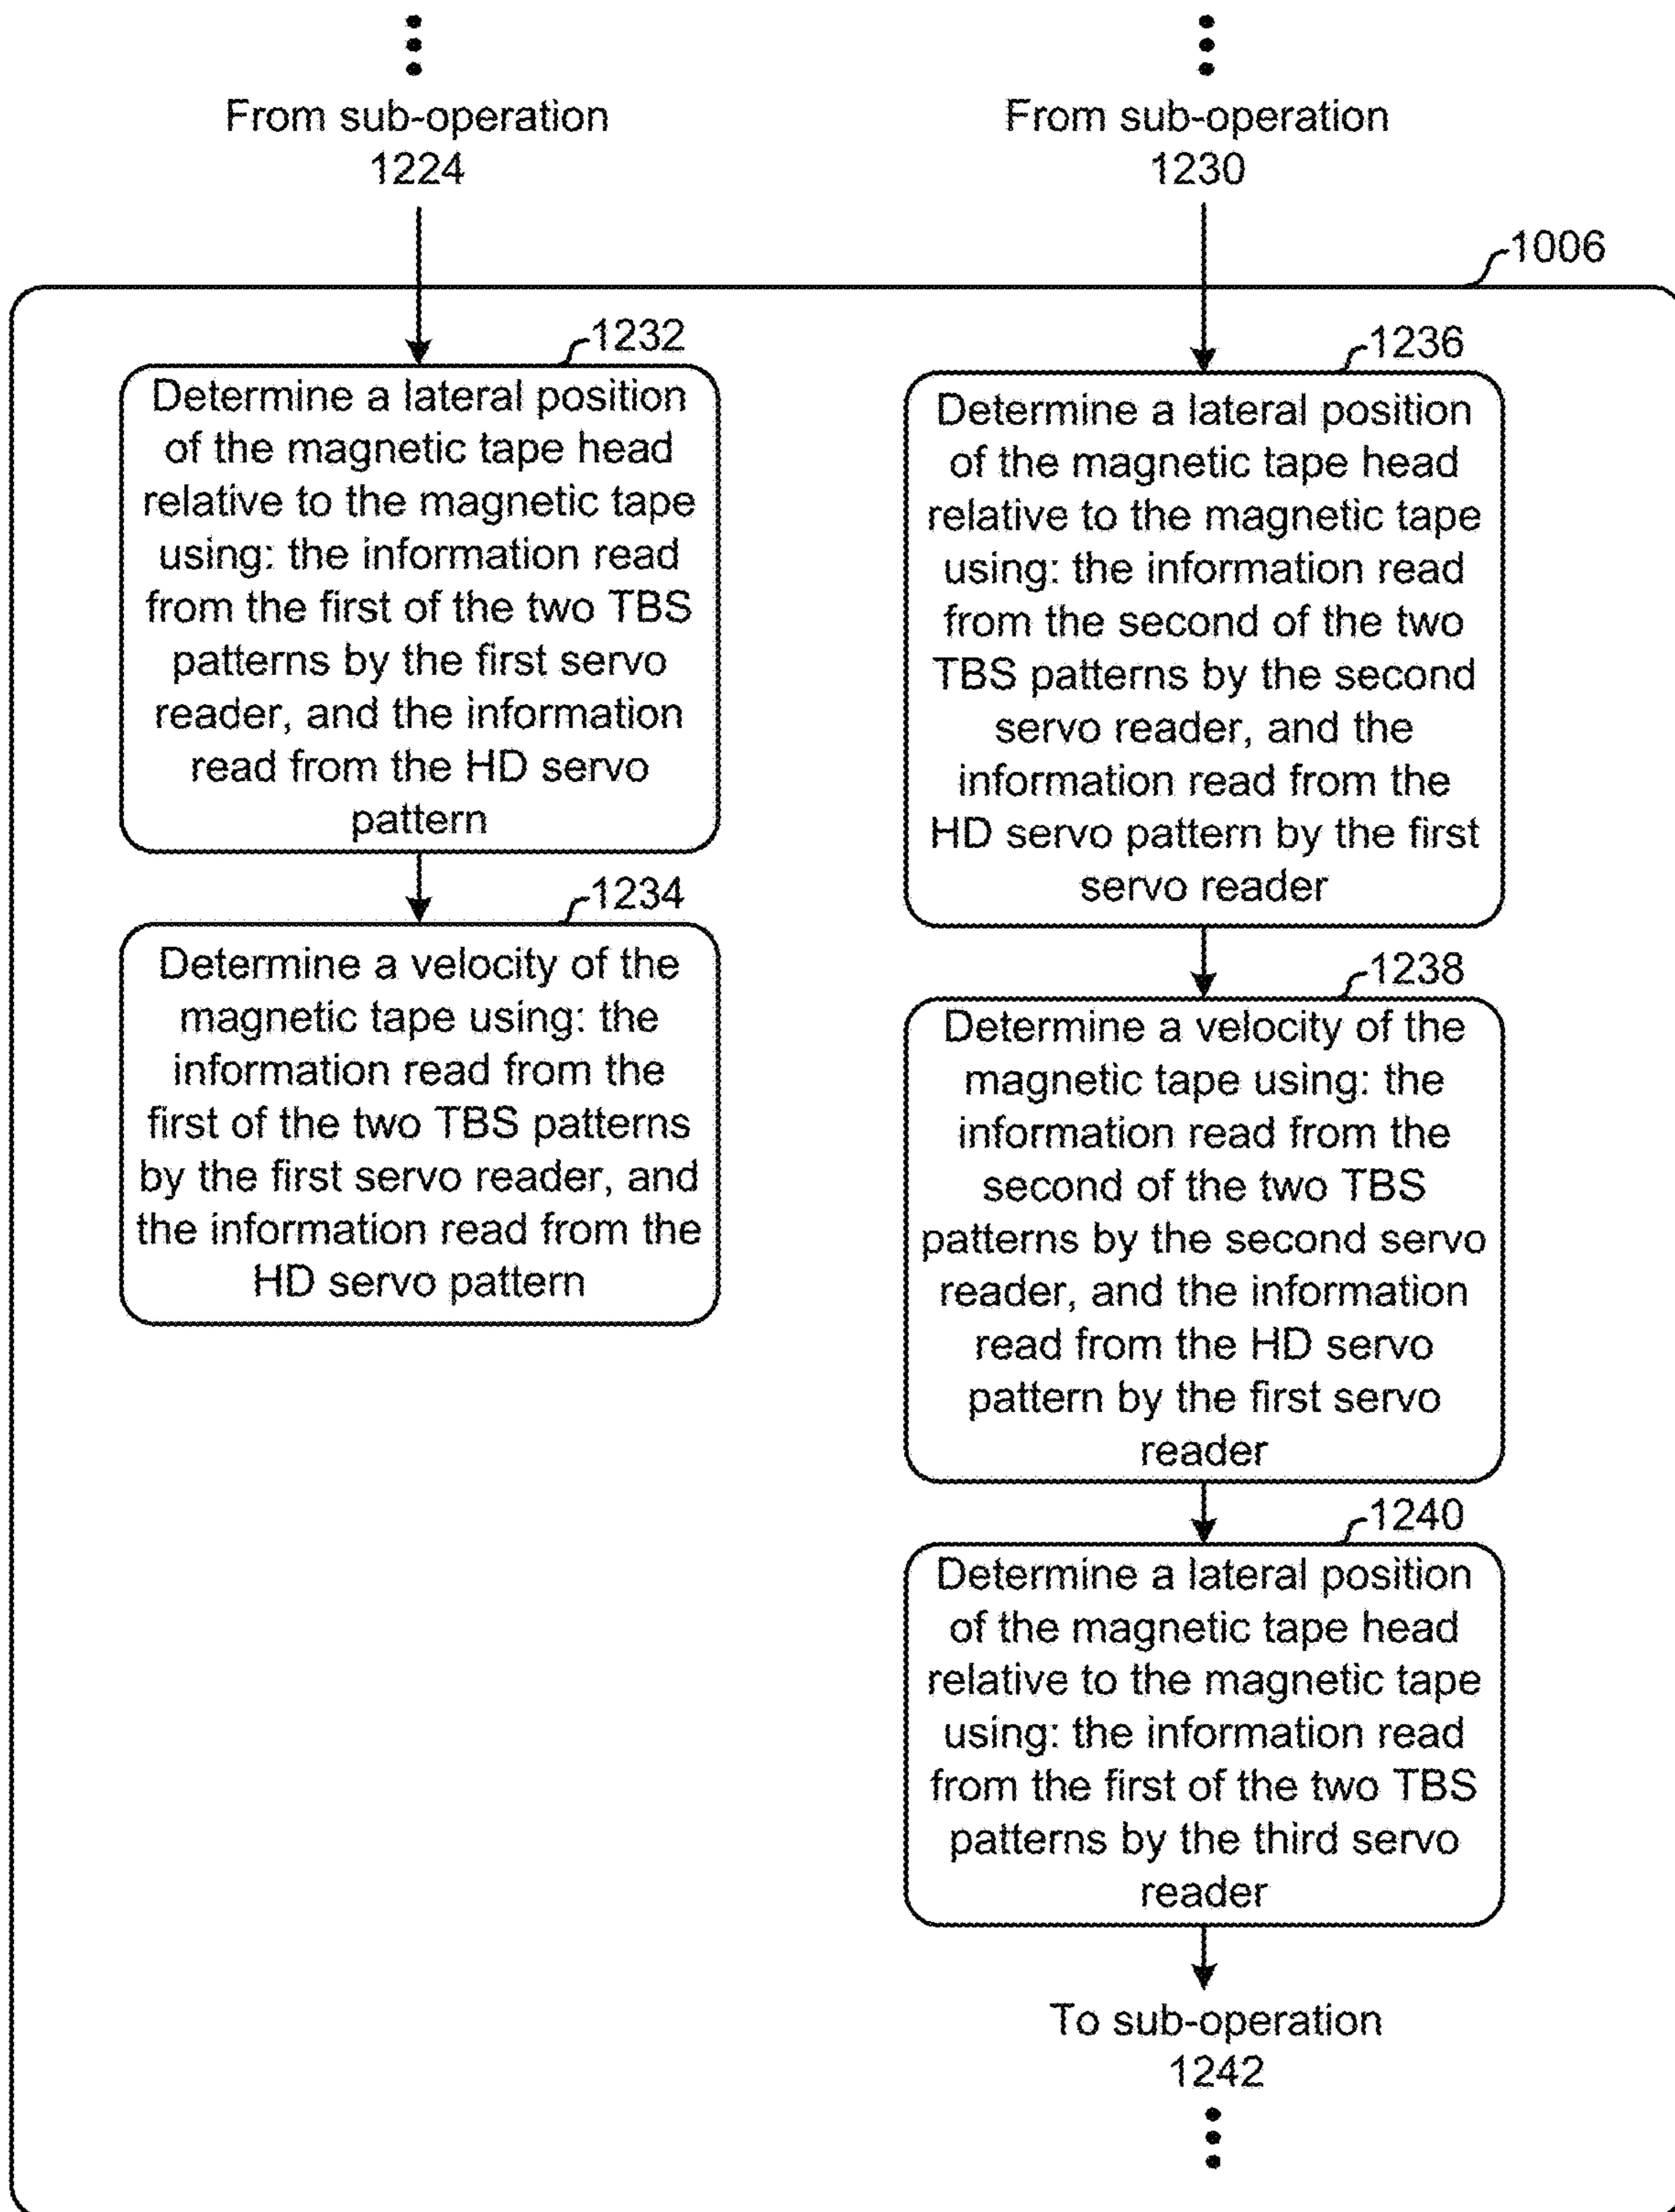 From sub-operation
1224
From sub-operation
1230
1006
1232
Determine a lateral position
of the magnetic tape head
relative to the magnetic tape
using: the information read
from the first of the two TBS
patterns by the first servo
reader, and the information
read from the HD servo
pattern
1234
Determine a velocity of the
magnetic tape using: the
information read from the
first of the two TBS patterns
by the first servo reader, and
the information read from the
HD servo pattern
1236
Determine a lateral position
of the magnetic tape head
relative to the magnetic tape
using: the information read
from the second of the two
TBS patterns by the second
servo reader, and the
information read from the
HD servo pattern by the first
servo reader
1238
Determine a velocity of the
magnetic tape using: the
information read from the
second of the two TBS
patterns by the second servo
reader, and the information
read from the HD servo
pattern by the first servo
reader
1240
Determine a lateral position
of the magnetic tape head
relative to the magnetic tape
using: the information read
from the first of the two TBS
patterns by the third servo
reader
To sub-operation
1242